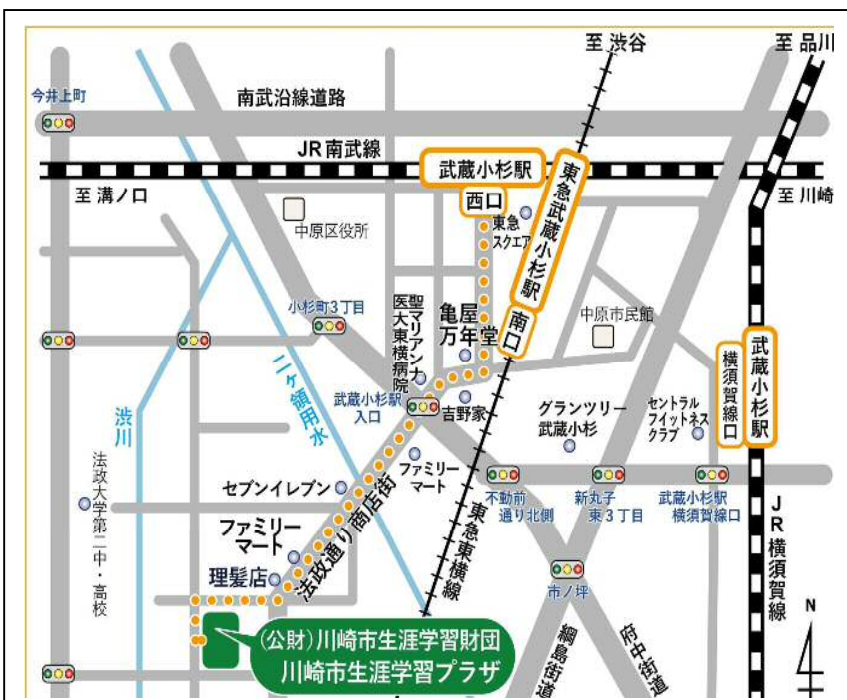 至 渋谷
至 品川
今井上町
南武沿線道路
JR南武線
武蔵小杉駅
西口
至 溝ノ口
至 川崎
東急武蔵小杉駅
南口
中原区役所
東急
スクエア
小杉町3丁目
聖マリアンナ
医大東横病院
亀屋
万年堂
中原市民館
武蔵小杉駅
横須賀線口
二ヶ領用水
渋川
武蔵小杉駅
入口
吉野家
グランツリー
武蔵小杉
セントラル
フィットネス
クラブ
ファミリー
マート
セブンイレブン
法政大学第二中・高校
法政通り商店街
不動前
通り北側
新丸子
東3丁目
武蔵小杉駅
横須賀線口
JR横須賀線
東急東横線
ファミリー
マート
理髪店
市ノ坪
綱島街道
府中街道
N
(公財)川崎市生涯学習財団
川崎市生涯学習プラザ